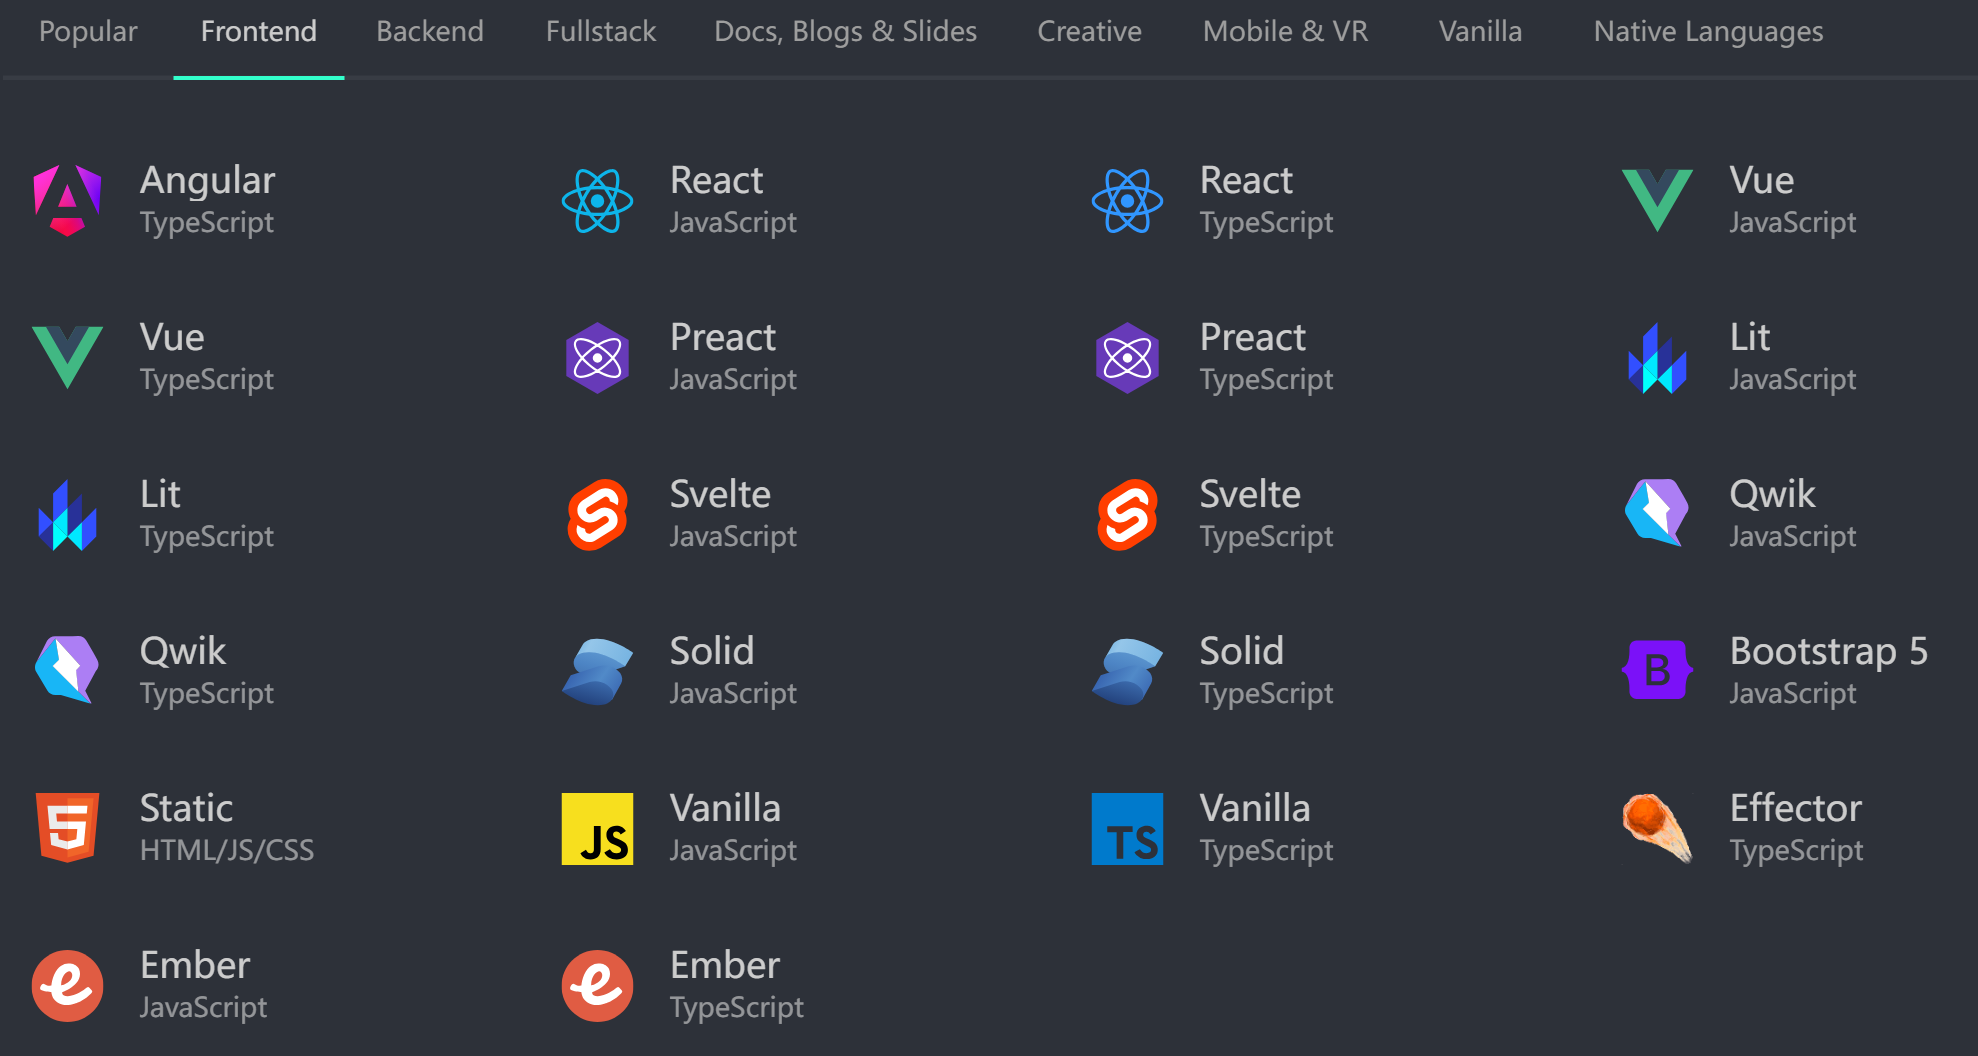 Popular Frontend Backend Fullstack Docs, Blogs & Slides Creative Mobile & VR Vanilla Native Languages
Angular
TypeScript
React
JavaScript
React
TypeScript
Vue
JavaScript
Vue
TypeScript
Preact
JavaScript
Preact
TypeScript
Lit
JavaScript
Lit
TypeScript
Svelte
JavaScript
Svelte
TypeScript
Qwik
JavaScript
Qwik
TypeScript
Solid
JavaScript
Solid
TypeScript
B
Bootstrap 5
JavaScript
5
Static
HTML/JS/CSS
JS
Vanilla
JavaScript
TS
Vanilla
TypeScript
Effector
TypeScript
e
Ember
JavaScript
e
Ember
TypeScript